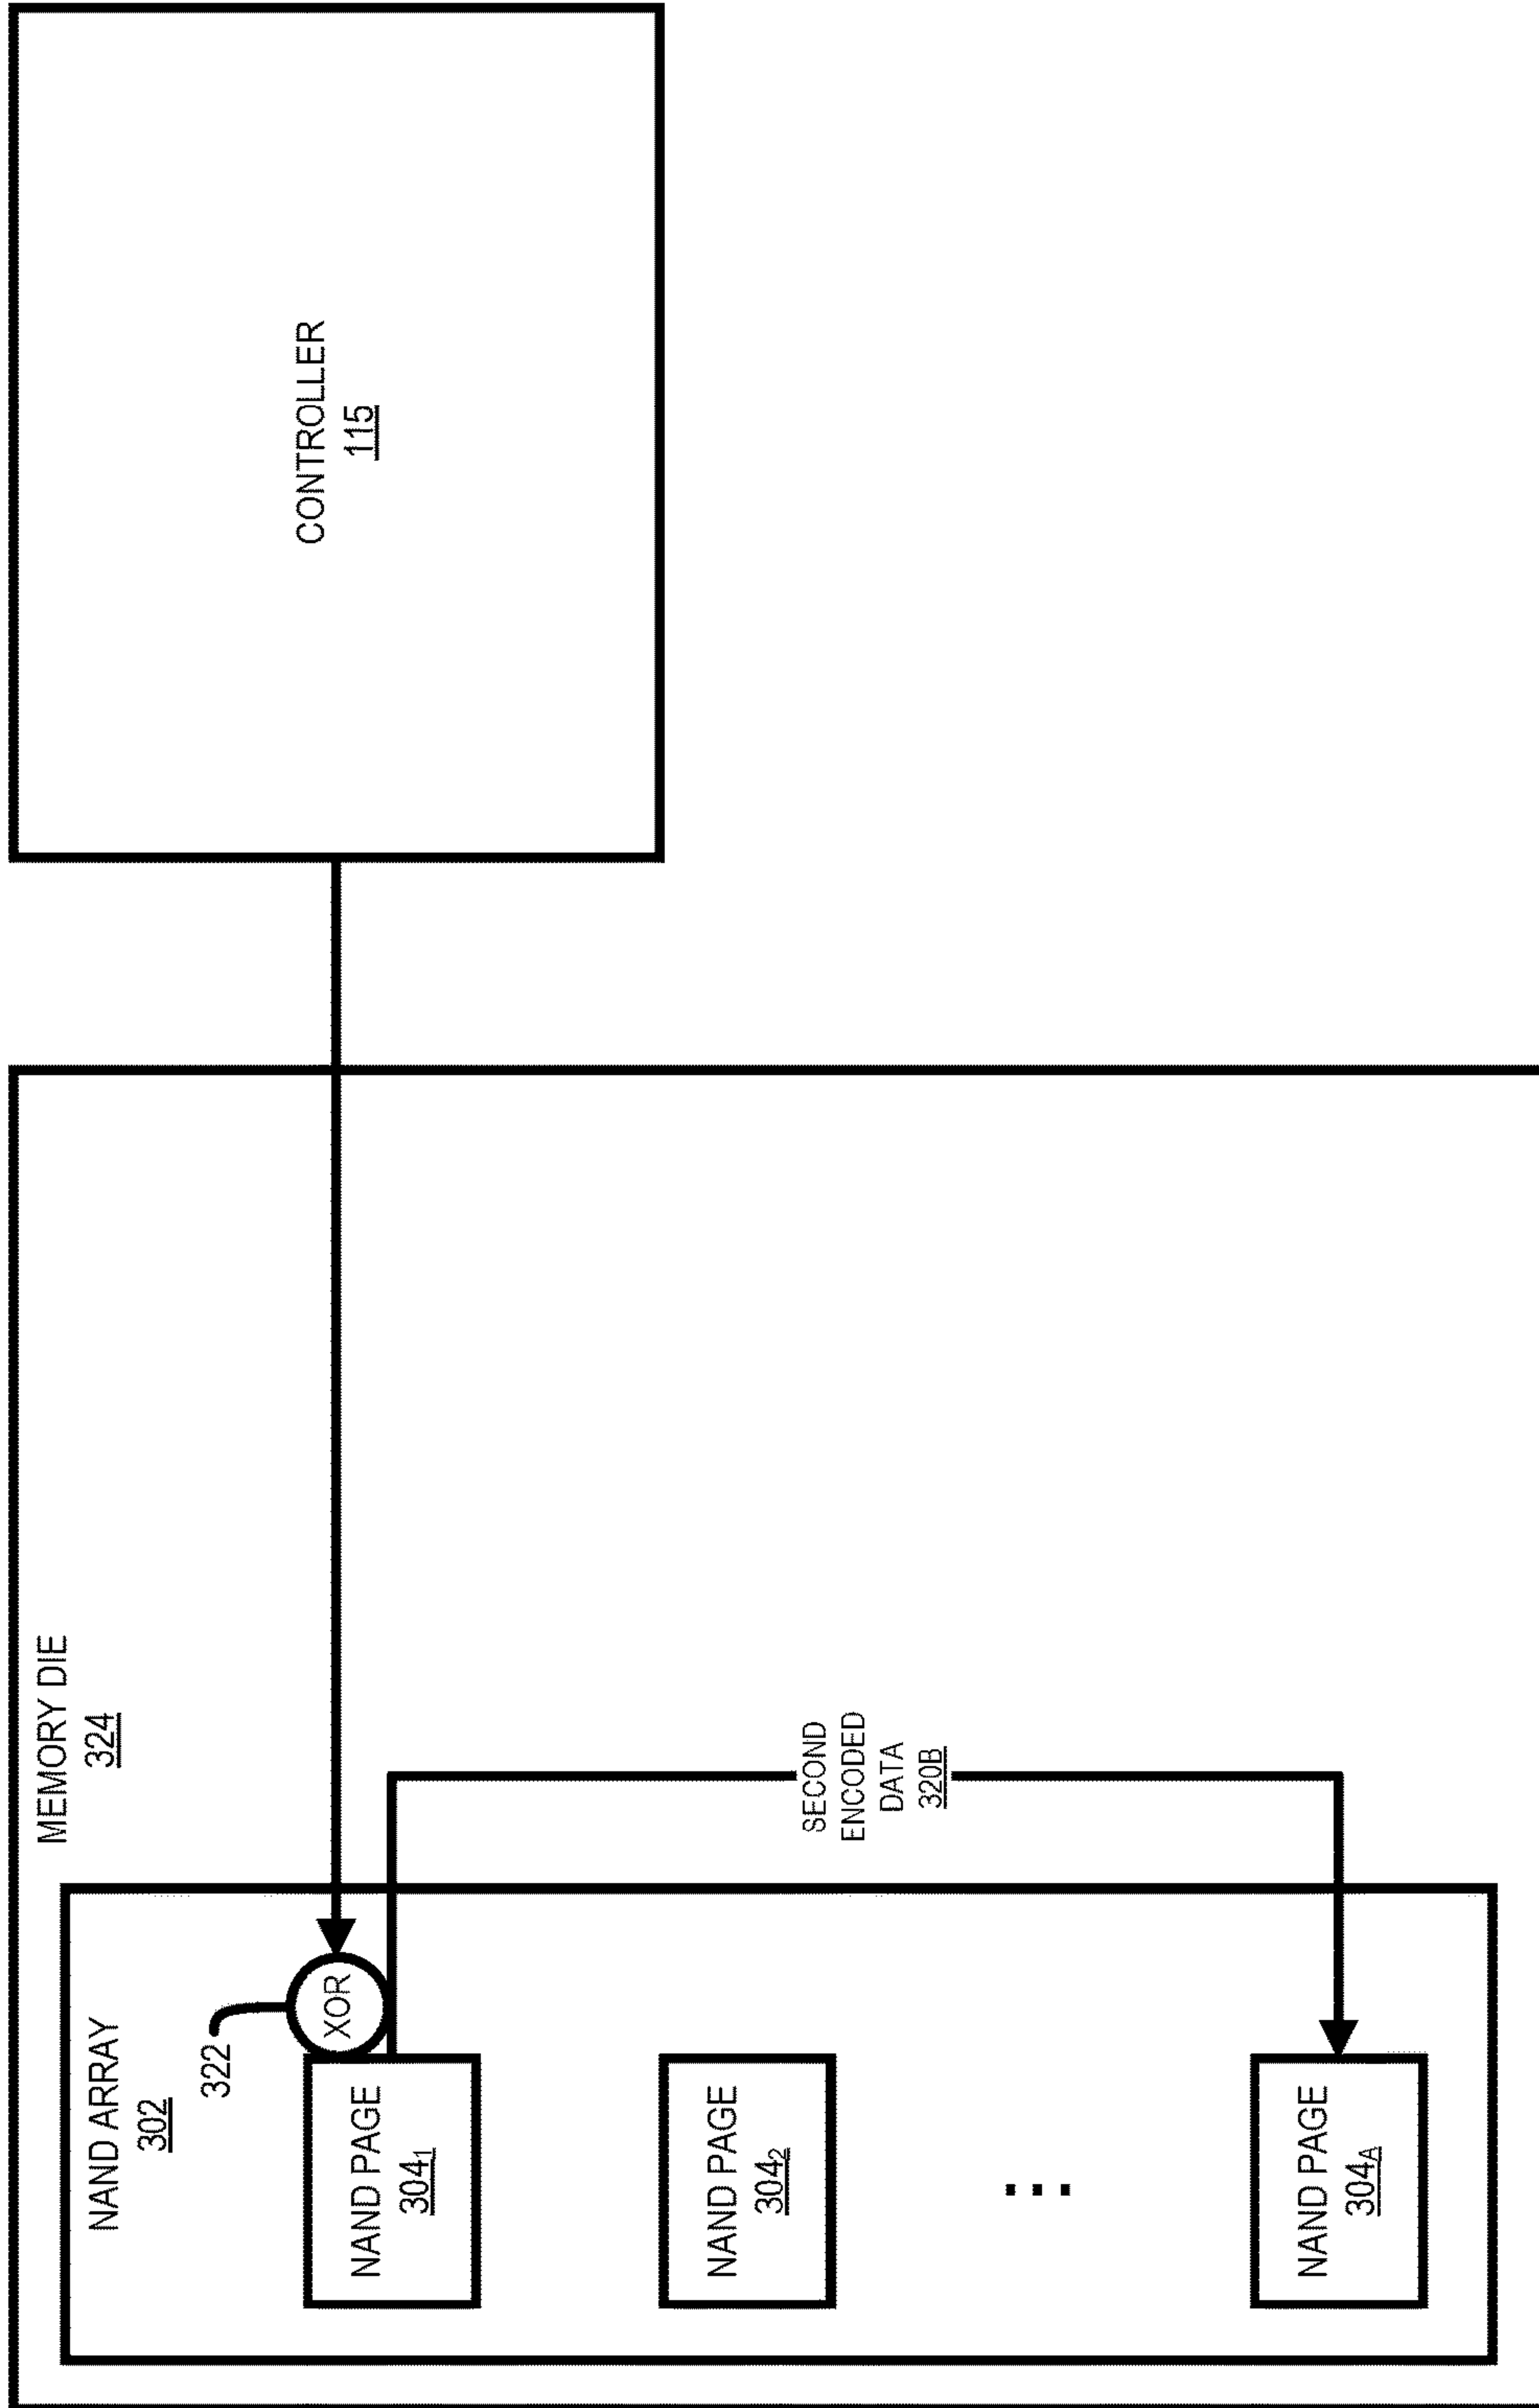 MEMORY DIE
324
NAND ARRAY
302
322
XOR
NAND PAGE
304₁
NAND PAGE
304₂
...
NAND PAGE
304A
SECOND
ENCODED
DATA
320B
CONTROLLER
115